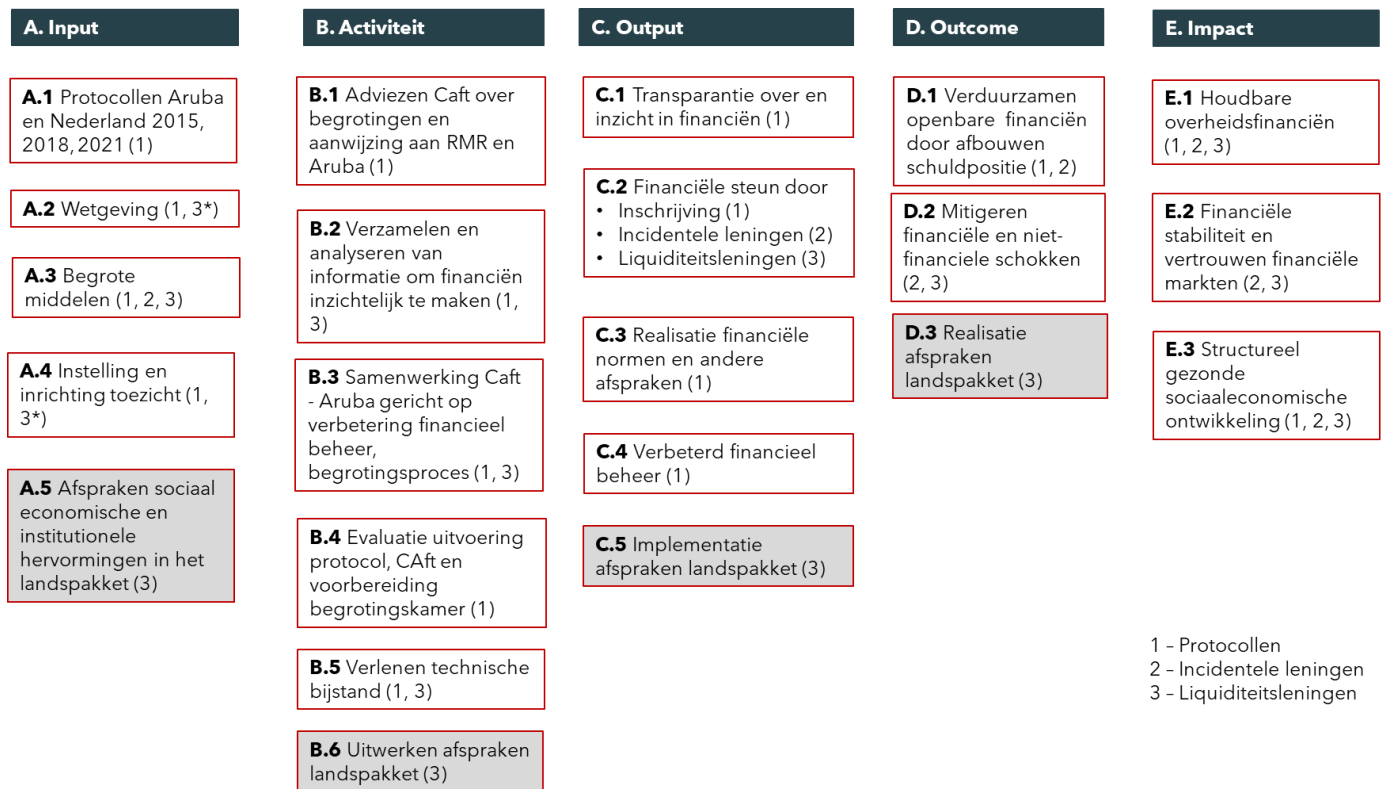 A. Input
A.1 Protocollen Aruba
en Nederland 2015,
2018, 2021 (1)
A.2 Wetgeving (1, 3*)
A.3 Begrote
middelen (1, 2, 3)
A.4 Instelling en
inrichting toezicht (1,
3*)
A.5 Afspraken sociaal
economische en
institutionele
hervormingen in het
landspakket (3)
B. Activiteit
B.1 Adviezen Caft over
begrotingen en
aanwijzing aan RMR en
Aruba (1)
B.2 Verzamelen en
analyseren van
informatie om financiën
inzichtelijk te maken (1,
3)
B.3 Samenwerking Caft
- Aruba gericht op
verbetering financieel
beheer,
begrotingsproces (1, 3)
B.4 Evaluatie uitvoering
protocol, CAft en
voorbereiding
begrotingskamer (1)
B.5 Verlenen technische
bijstand (1, 3)
B.6 Uitwerken afspraken
landspakket (3)
C. Output
C.1 Transparantie over en
inzicht in financiën (1)
C.2 Financiële steun door
• Inschrijving (1)
• Incidentele leningen (2)
• Liquiditeitsleningen (3)
C.3 Realisatie financiële
normen en andere
afspraken (1)
C.4 Verbeterd financieel
beheer (1)
C.5 Implementatie
afspraken landspakket (3)
D. Outcome
D.1 Verduurzamen
openbare financiën
door afbouwen
schuldpositie (1, 2)
D.2 Mitigeren
financiële en niet-
financiele schokken
(2, 3)
D.3 Realisatie
afspraken
landspakket (3)
E. Impact
E.1 Houdbare
overheidsfinanciën
(1, 2, 3)
E.2 Financiële
stabiliteit en
vertrouwen financiële
markten (2, 3)
E.3 Structureel
gezonde
sociaaleconomische
ontwikkeling (1, 2, 3)
1 – Protocollen
2 – Incidentele leningen
3 – Liquiditeitsleningen